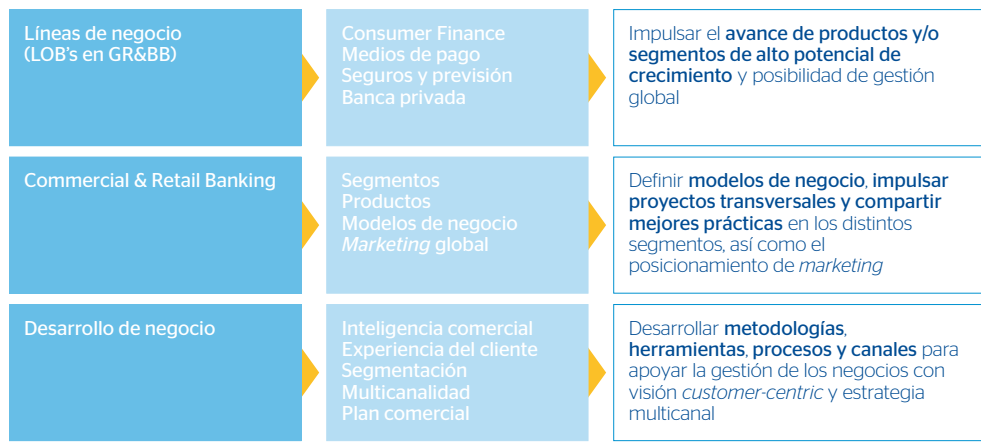 Líneas de negocio
(LOB's en GR&BB)
Consumer Finance
Medios de pago
Seguros y previsión
Banca privada
Impulsar el avance de productos y/o
segmentos de alto potencial de
crecimiento y posibilidad de gestión
global
Commercial & Retail Banking
Segmentos
Productos
Modelos de negocio
Marketing global
Definir modelos de negocio, impulsar
proyectos transversales y compartir
mejores prácticas en los distintos
segmentos, así como el
posicionamiento de marketing
Desarrollo de negocio
Inteligencia comercial
Experiencia del cliente
Segmentación
Multicanalidad
Plan comercial
Desarrollar metodologías,
herramientas, procesos y canales para
apoyar la gestión de los negocios con
visión customer-centric y estrategia
multicanal